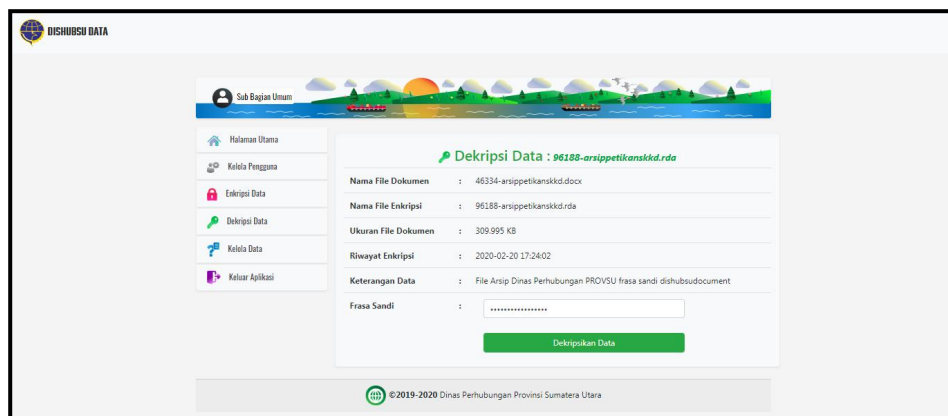 DISHUBSU DATA
Sub Bagian Umum
Halaman Utama
Kelola Pengguna
Enkripsi Data
Dekripsi Data
Kelola Data
Keluar Aplikasi
Dekripsi Data : 96188-arsippetikanskkd.rda
Nama File Dokumen : 46334-arsippetikanskkd.docx
Nama File Enkripsi : 96188-arsippetikanskkd.rda
Ukuran File Dokumen : 309.995 KB
Riwayat Enkripsi : 2020-02-20 17:24:02
Keterangan Data : File Arsip Dinas Perhubungan PROVSU frasa sandi dishubsudocument
Frasa Sandi : ••••••••••••••••
Dekripsikan Data
©2019-2020 Dinas Perhubungan Provinsi Sumatera Utara